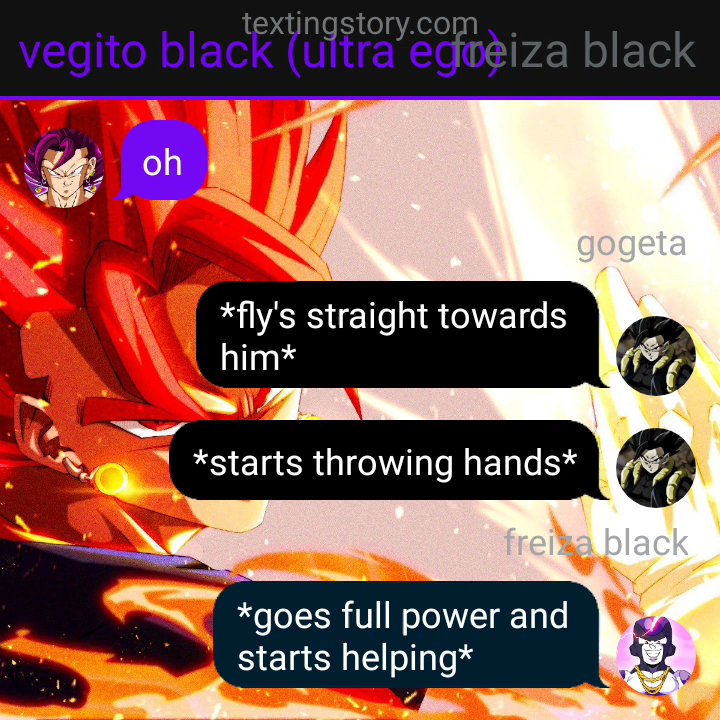 textingstory.com
vegito black (ultra ego)
freiza black
oh
gogeta
*fly's straight towards
him*
*starts throwing hands*
freiza black
*goes full power and
starts helping*